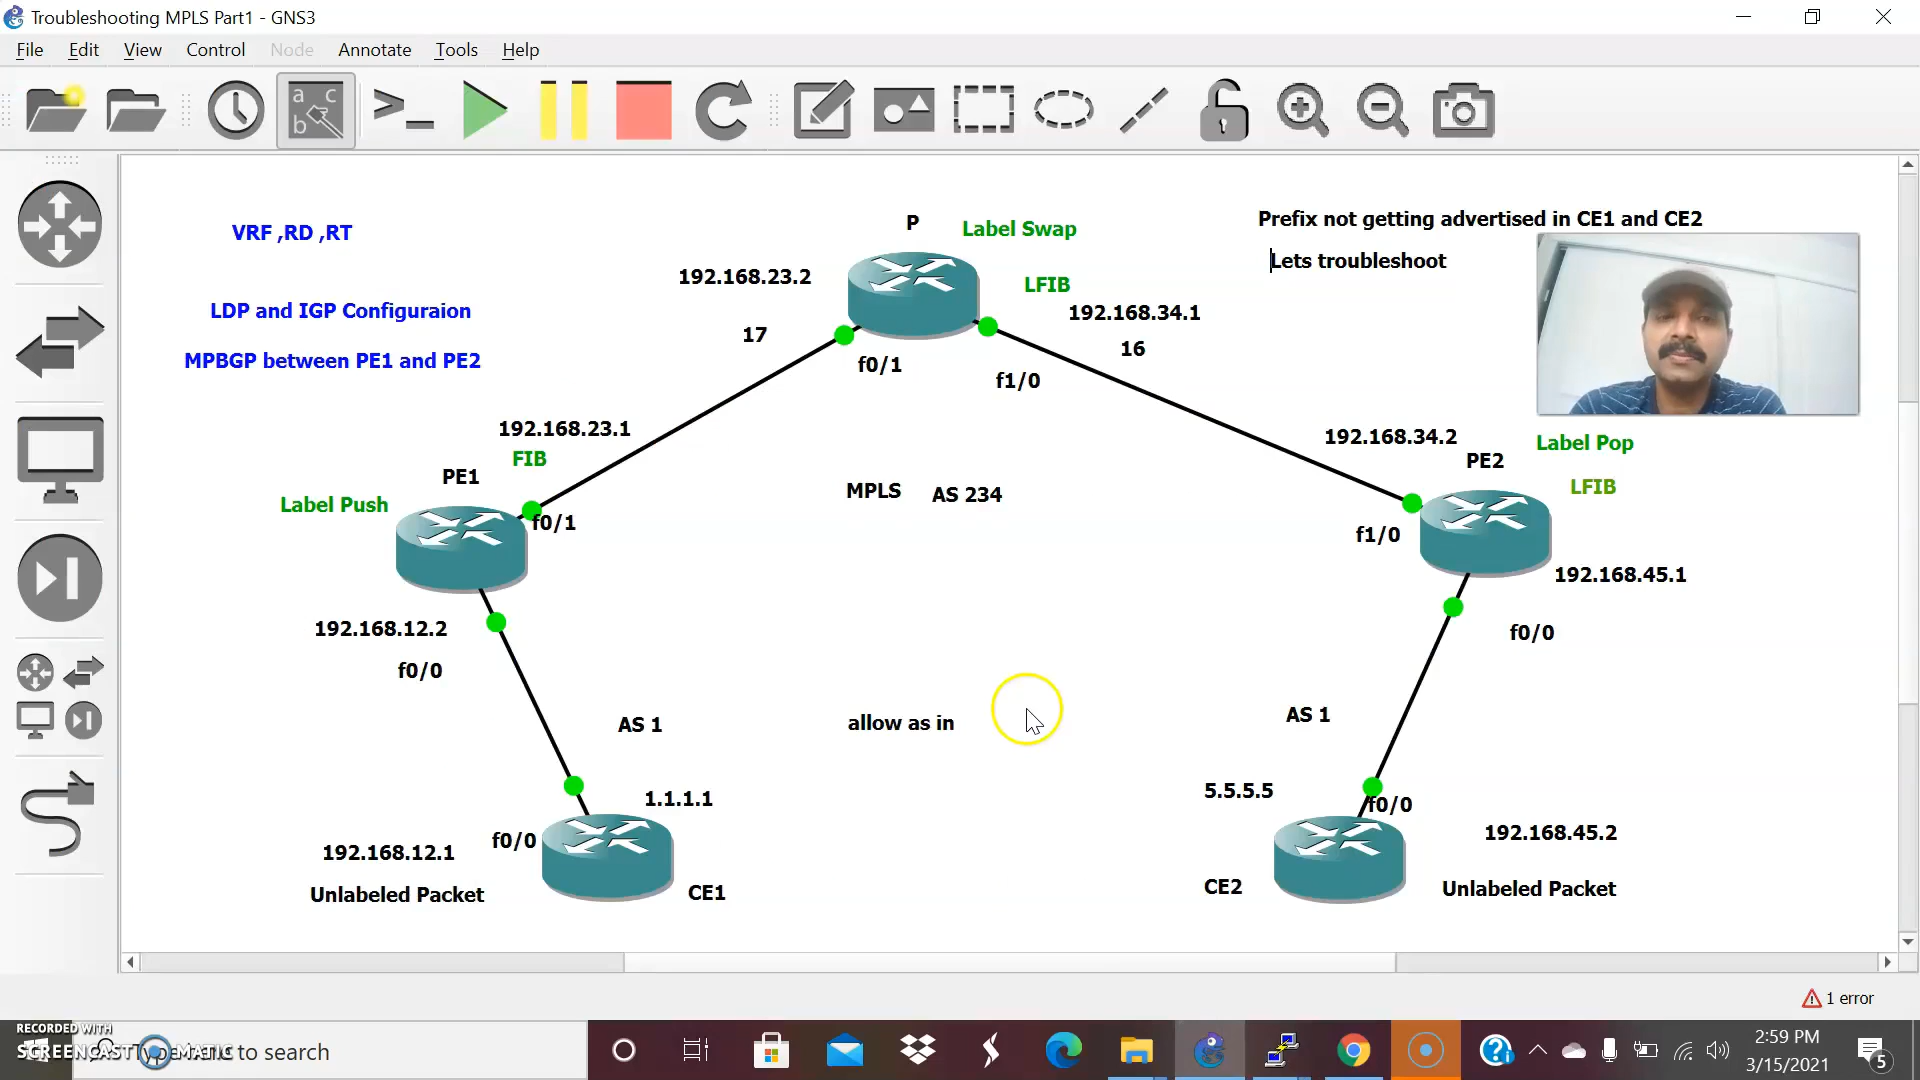 Troubleshooting MPLS Part1 - GNS3
File Edit View Control Node Annotate Tools Help
a c
b
P
Label Swap
Prefix not getting advertised in CE1 and CE2
VRF ,RD ,RT
Lets troubleshoot
192.168.23.2
LFIB
LDP and IGP Configuraion
192.168.34.1
17
16
MPBGP between PE1 and PE2
f0/1
f1/0
192.168.23.1
192.168.34.2
Label Pop
FIB
PE1
PE2
LFIB
MPLS
AS 234
Label Push
f0/1
f1/0
192.168.45.1
192.168.12.2
f0/0
f0/0
AS 1
allow as in
AS 1
1.1.1.1
5.5.5.5
f0/0
f0/0
192.168.12.1
192.168.45.2
CE1
CE2
Unlabeled Packet
Unlabeled Packet
1 error
RECORDED WITH
SCREENCAST MATIC
to search
2:59 PM
3/15/2021
5